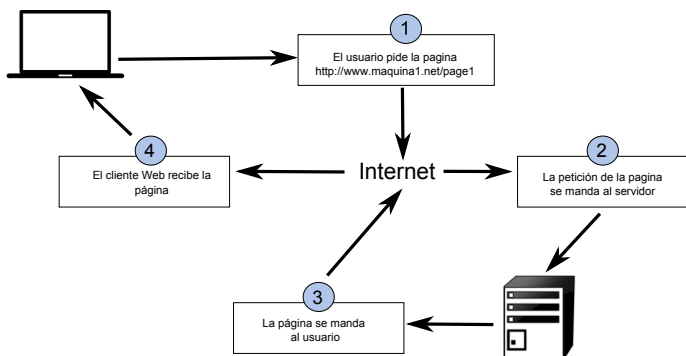 1
El usuario pide la pagina
http://www.maquina1.net/page1
4
El cliente Web recibe la
página
Internet
2
La petición de la pagina
se manda al servidor
3
La página se manda
al usuario